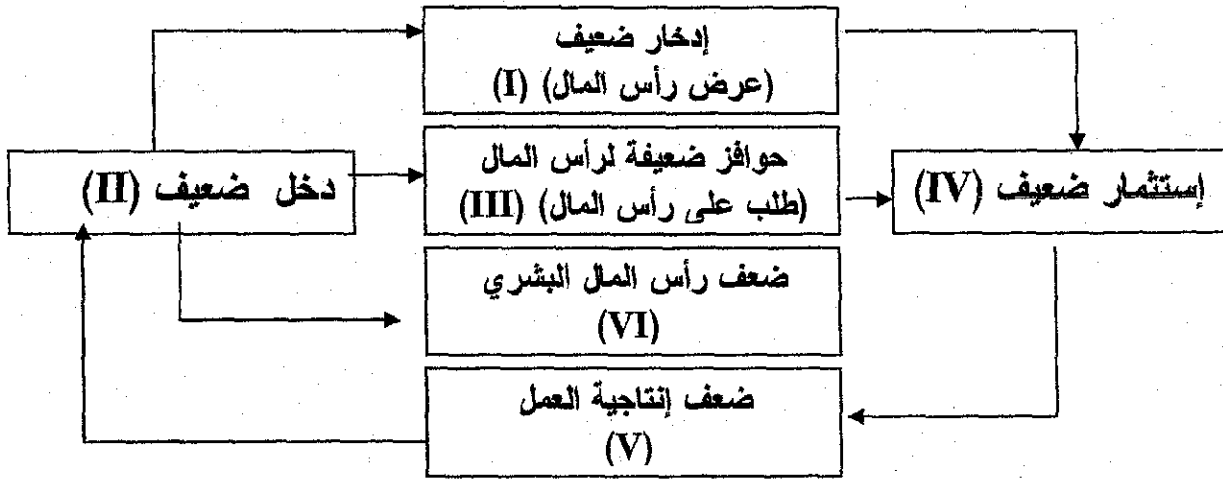 إدخار ضعيف
(عرض رأس المال) (I)
حوافز ضعيفة لرأس المال
(طلب على رأس المال) (III)
دخل ضعيف (II)
إستثمار ضعيف (IV)
ضعف رأس المال البشري
(VI)
ضعف إنتاجية العمل
(V)